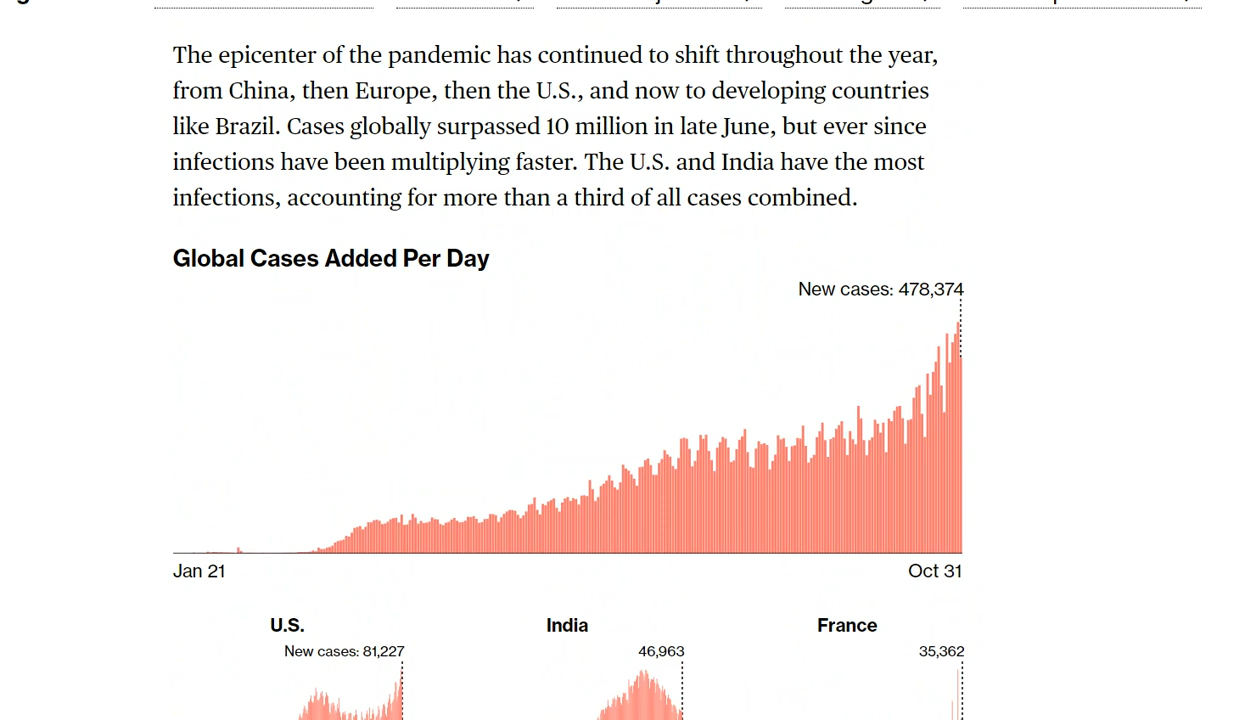 The epicenter of the pandemic has continued to shift throughout the year,
from China, then Europe, then the U.S., and now to developing countries
like Brazil. Cases globally surpassed 10 million in late June, but ever since
infections have been multiplying faster. The U.S. and India have the most
infections, accounting for more than a third of all cases combined.
Global Cases Added Per Day
New cases: 478,374
Jan 21 Oct 31
U.S. India France
New cases: 81,227 46,963 35,362